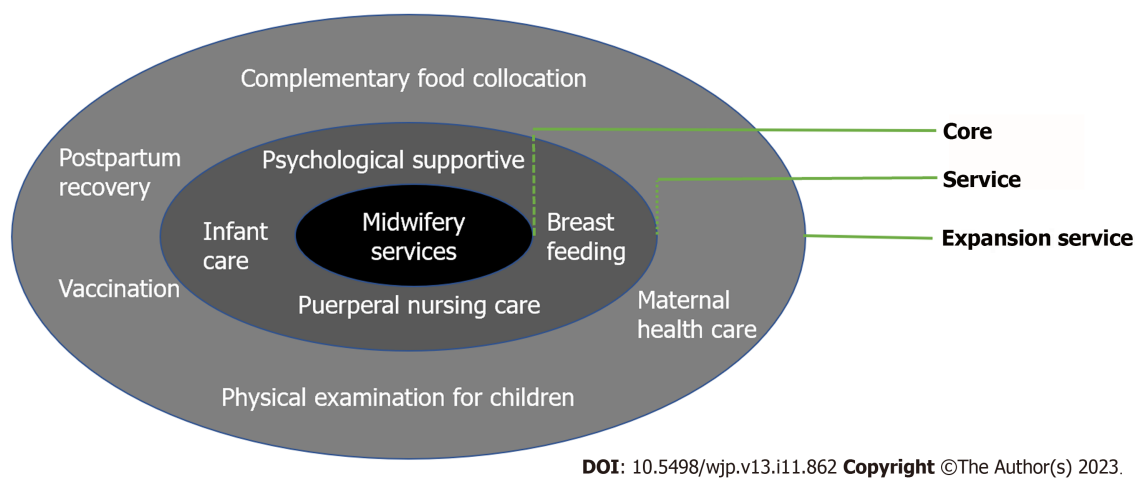 Complementary food collocation
Core
Postpartum
recovery
Psychological supportive
Service
Infant
care
Midwifery
services
Breast
feeding
Expansion service
Vaccination
Puerperal nursing care
Maternal
health care
Physical examination for children
DOI: 10.5498/wjp.v13.i11.862 Copyright ©The Author(s) 2023.